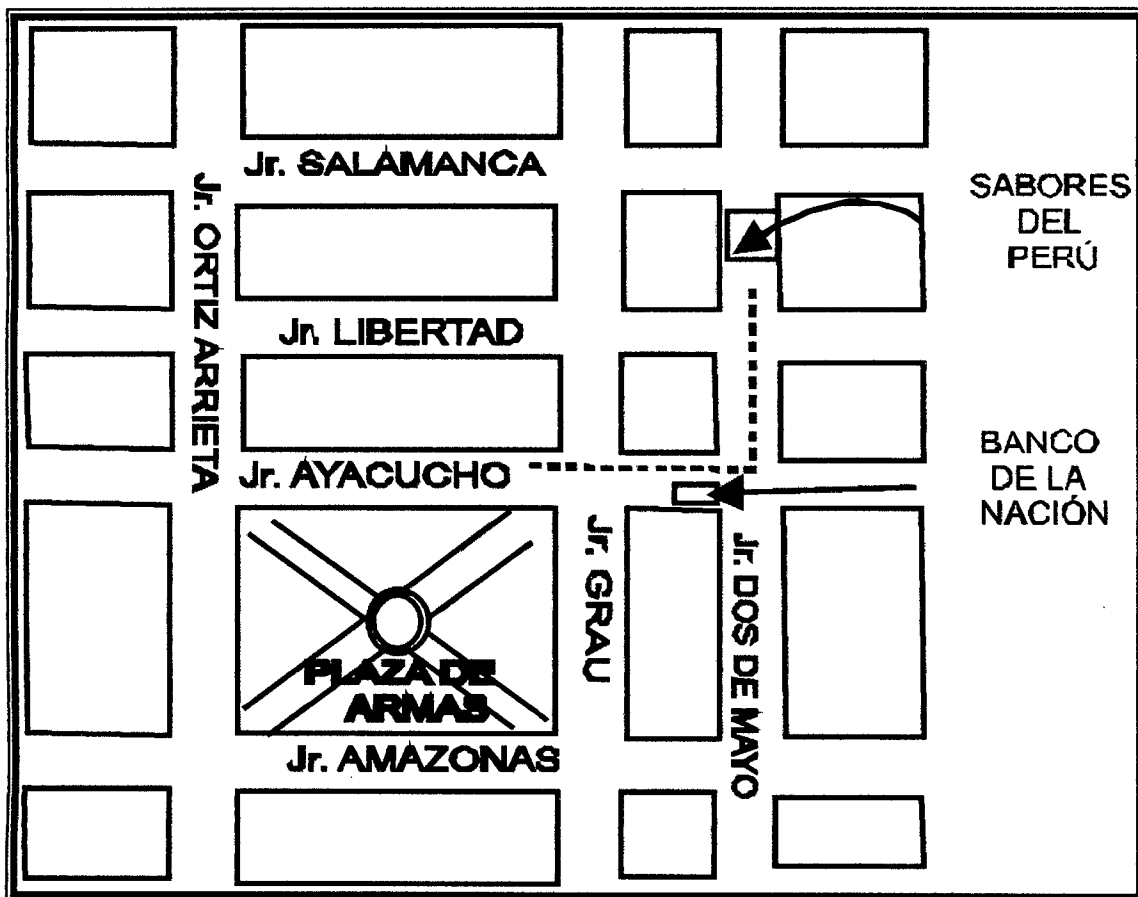 Jr. SALAMANCA
Jr. ORTIZ ARRIETA
SABORES
DEL
PERÚ
Jr. LIBERTAD
Jr. AYACUCHO
BANCO
DE LA
NACIÓN
Jr. GRAU
Jr. DOS DE MAYO
PLAZA DE
ARMAS
Jr. AMAZONAS